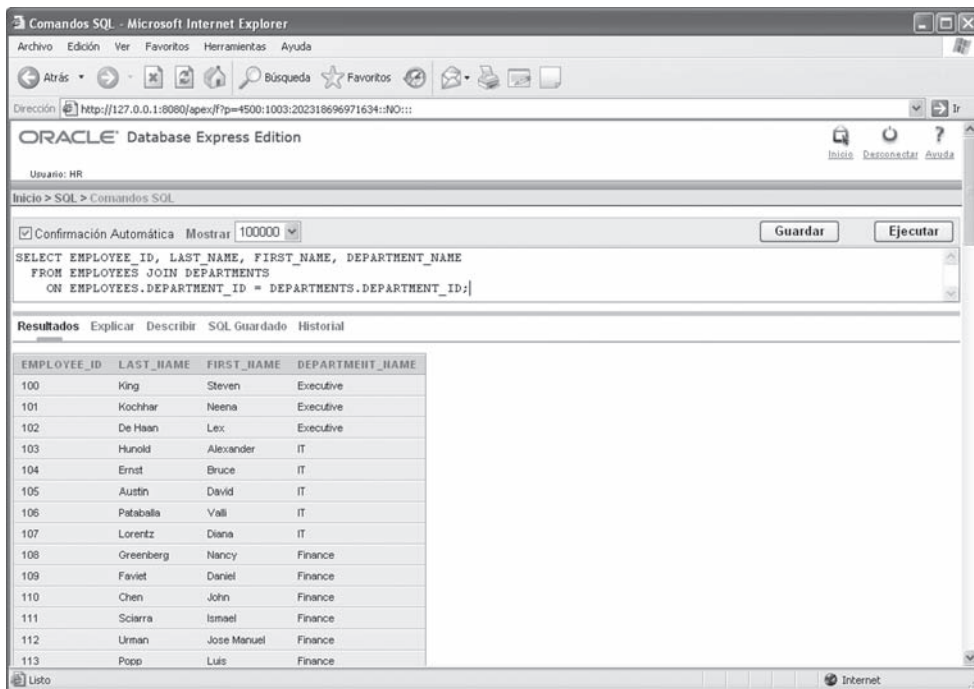 Comandos SQL - Microsoft Internet Explorer
Archivo Edición Ver Favoritos Herramientas Ayuda
Atrás Búsqueda Favoritos
Dirección http://127.0.0.1:8080/apex/f?p=4500:1003:202318696971634::NO::: Ir
ORACLE Database Express Edition
Inicio Desconectar Ayuda
Usuario: HR
Inicio > SQL > Comandos SQL
Confirmación Automática Mostrar 100000 Guardar Ejecutar
SELECT EMPLOYEE_ID, LAST_NAME, FIRST_NAME, DEPARTMENT_NAME
FROM EMPLOYEES JOIN DEPARTMENTS
ON EMPLOYEES.DEPARTMENT_ID = DEPARTMENTS.DEPARTMENT_ID;
Resultados Explicar Describir SQL Guardado Historial
EMPLOYEE_ID LAST_NAME FIRST_NAME DEPARTMENT_NAME
100 King Steven Executive
101 Kochhar Neena Executive
102 De Haan Lex Executive
103 Hunold Alexander IT
104 Ernst Bruce IT
105 Austin David IT
106 Pataballa Valli IT
107 Lorentz Diana IT
108 Greenberg Nancy Finance
109 Faviet Daniel Finance
110 Chen John Finance
111 Sciarra Ismael Finance
112 Urman Jose Manuel Finance
113 Popp Luis Finance
Listo Internet